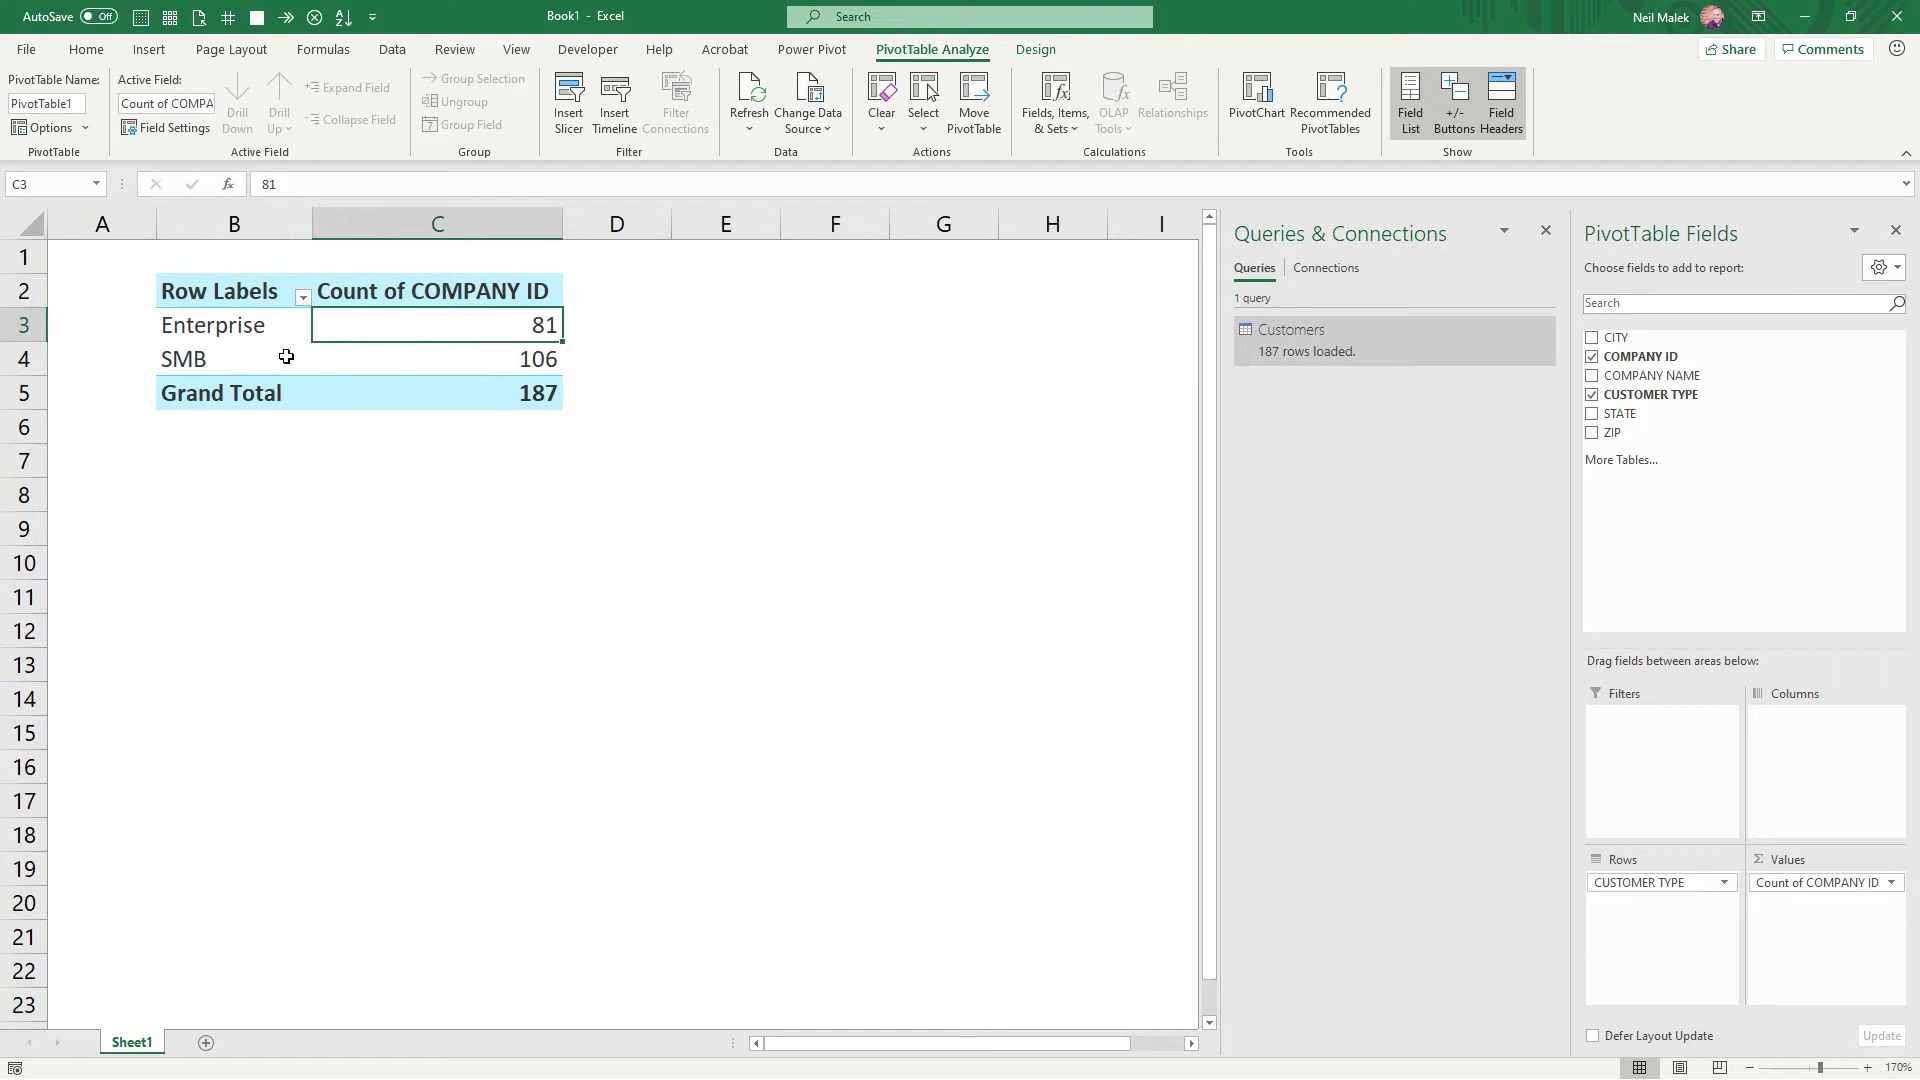 AutoSave Off
Book1 - Excel
Search
Neil Malek
File Home Insert Page Layout Formulas Data Review View Developer Help Acrobat Power Pivot PivotTable Analyze Design
Share Comments
PivotTable Name:
PivotTable1
Options
PivotTable
Active Field:
Count of COMPA
Field Settings
Drill Down
Drill Up
Expand Field
Collapse Field
Active Field
Group Selection
Ungroup
Group Field
Group
Insert Slicer
Insert Timeline
Filter Connections
Filter
Refresh
Change Data Source
Data
Clear
Select
Move PivotTable
Actions
Fields, Items, & Sets
OLAP Tools
Relationships
Calculations
PivotChart
Recommended PivotTables
Tools
Field List
+/- Buttons
Field Headers
Show
C3
fx
81
A B C D E F G H I
1
2 Row Labels Count of COMPANY ID
3 Enterprise 81
4 SMB 106
5 Grand Total 187
6
7
8
9
10
11
12
13
14
15
16
17
18
19
20
21
22
23
Sheet1
Queries & Connections
Queries Connections
1 query
Customers
187 rows loaded.
PivotTable Fields
Choose fields to add to report:
Search
CITY
COMPANY ID
COMPANY NAME
CUSTOMER TYPE
STATE
ZIP
More Tables...
Drag fields between areas below:
Filters
Columns
Rows
CUSTOMER TYPE
Values
Count of COMPANY ID
Defer Layout Update
Update
170%